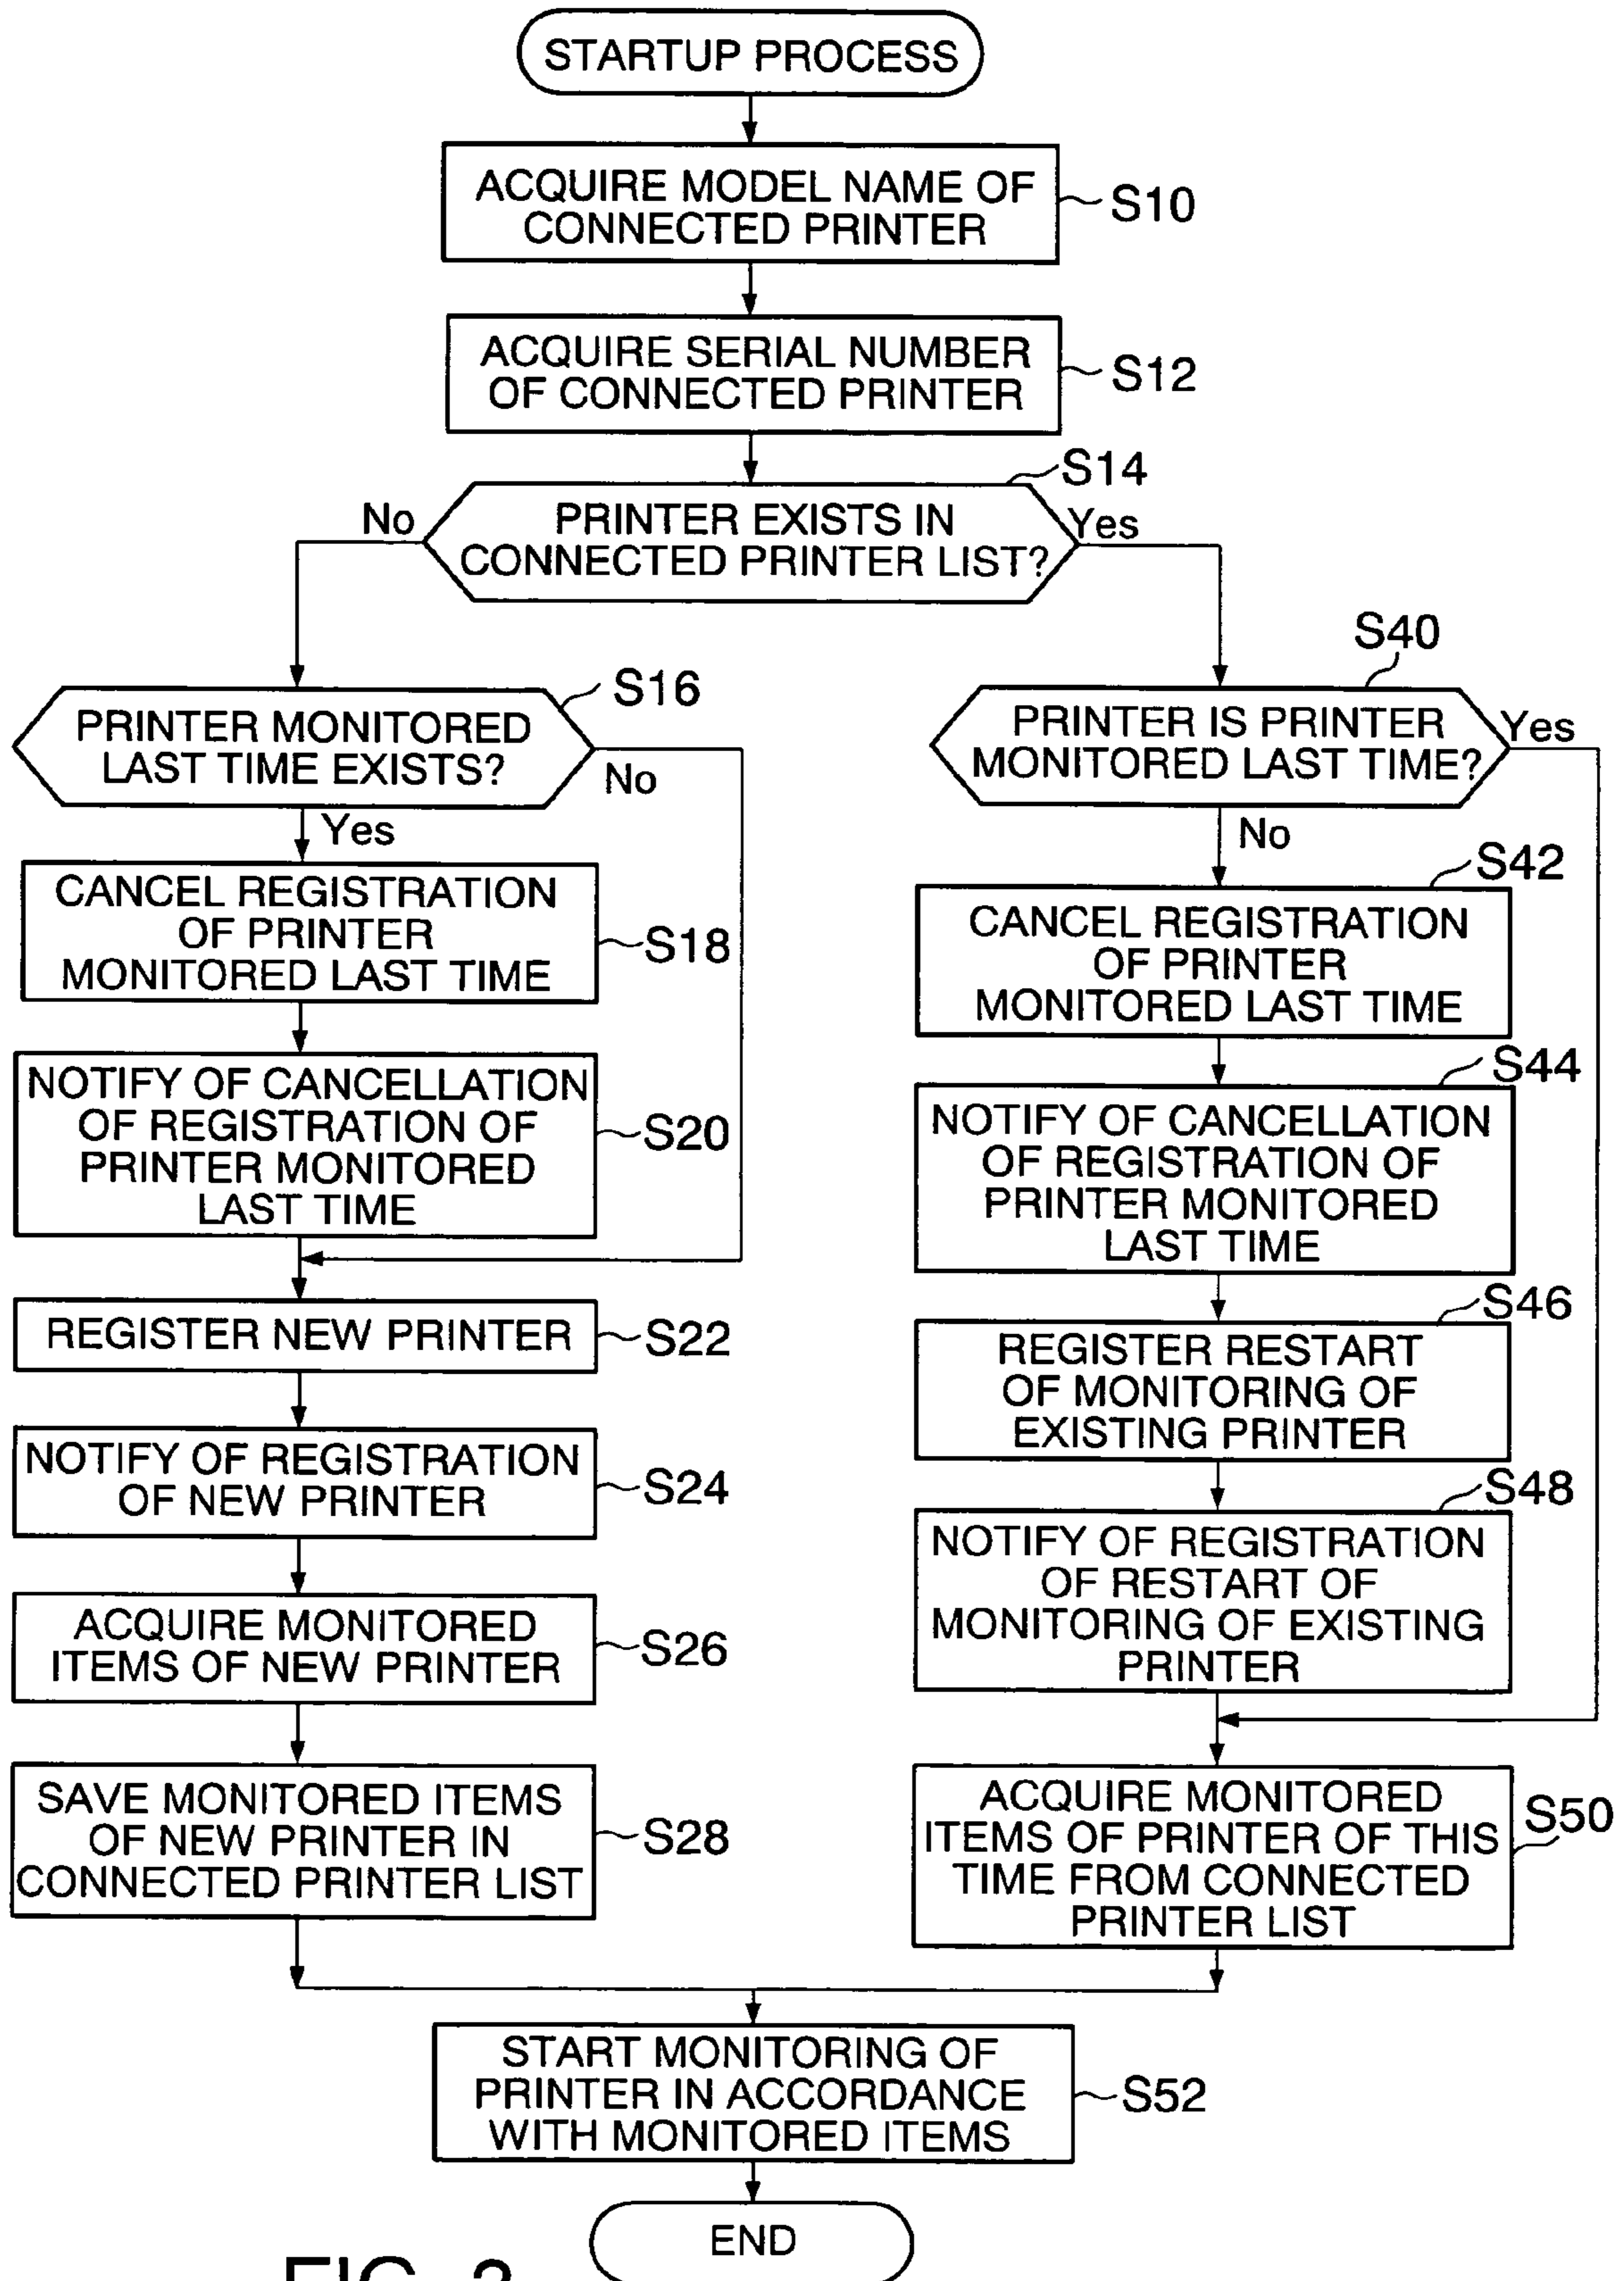 STARTUP PROCESS
ACQUIRE MODEL NAME OF
CONNECTED PRINTER
S10
ACQUIRE SERIAL NUMBER
OF CONNECTED PRINTER
S12
S14
PRINTER EXISTS IN
CONNECTED PRINTER LIST?
No
Yes
S16
PRINTER MONITORED
LAST TIME EXISTS?
No
Yes
CANCEL REGISTRATION
OF PRINTER
MONITORED LAST TIME
S18
NOTIFY OF CANCELLATION
OF REGISTRATION OF
PRINTER MONITORED
LAST TIME
S20
REGISTER NEW PRINTER
S22
NOTIFY OF REGISTRATION
OF NEW PRINTER
S24
ACQUIRE MONITORED
ITEMS OF NEW PRINTER
S26
SAVE MONITORED ITEMS
OF NEW PRINTER IN
CONNECTED PRINTER LIST
S28
S40
PRINTER IS PRINTER
MONITORED LAST TIME?
Yes
No
S42
CANCEL REGISTRATION
OF PRINTER
MONITORED LAST TIME
S44
NOTIFY OF CANCELLATION
OF REGISTRATION OF
PRINTER MONITORED
LAST TIME
S46
REGISTER RESTART
OF MONITORING OF
EXISTING PRINTER
S48
NOTIFY OF REGISTRATION
OF RESTART OF
MONITORING OF EXISTING
PRINTER
ACQUIRE MONITORED
ITEMS OF PRINTER OF THIS
TIME FROM CONNECTED
PRINTER LIST
S50
START MONITORING OF
PRINTER IN ACCORDANCE
WITH MONITORED ITEMS
S52
END
FIG.